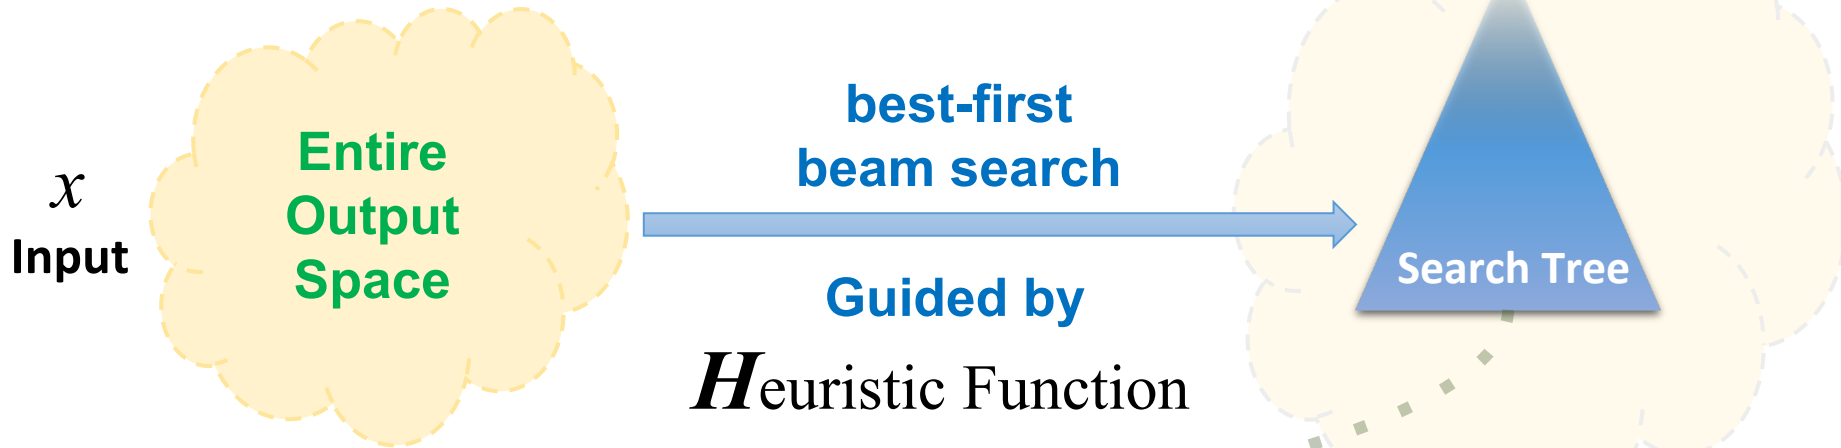 x
Input
Entire
Output
Space
best-first
beam search
Guided by
Heuristic Function
Search Tree